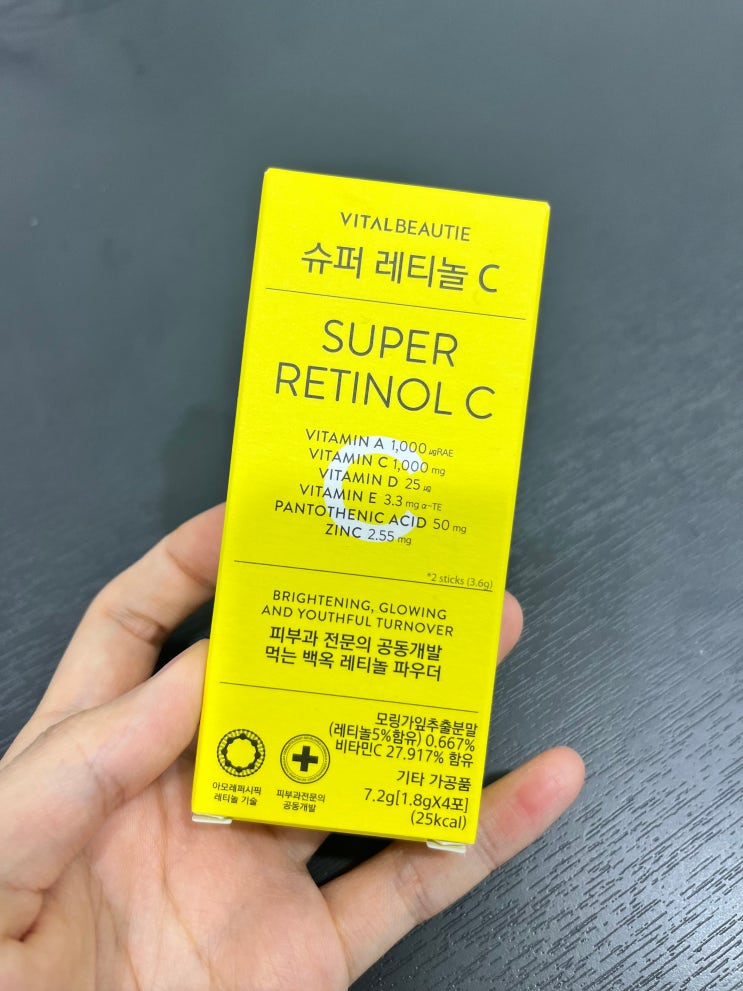 VITALBEAUTIE
슈퍼 레티놀 C
SUPER
RETINOL C
VITAMIN A 1,000 μgRAE
VITAMIN C 1,000 mg
VITAMIN D 25 μg
VITAMIN E 3.3 mg α-TE
PANTOTHENIC ACID 50 mg
ZINC 2.55 mg
C
*2 sticks (3.6g)
BRIGHTENING, GLOWING
AND YOUTHFUL TURNOVER
피부과 전문의 공동개발
먹는 백옥 레티놀 파우더
모링가잎추출분말
(레티놀5%함유) 0.667%
비타민C 27.917% 함유
기타 가공품
7.2g[1.8gX4포]
(25kcal)
아모레퍼시픽
레티놀 기술
피부과전문의
공동개발